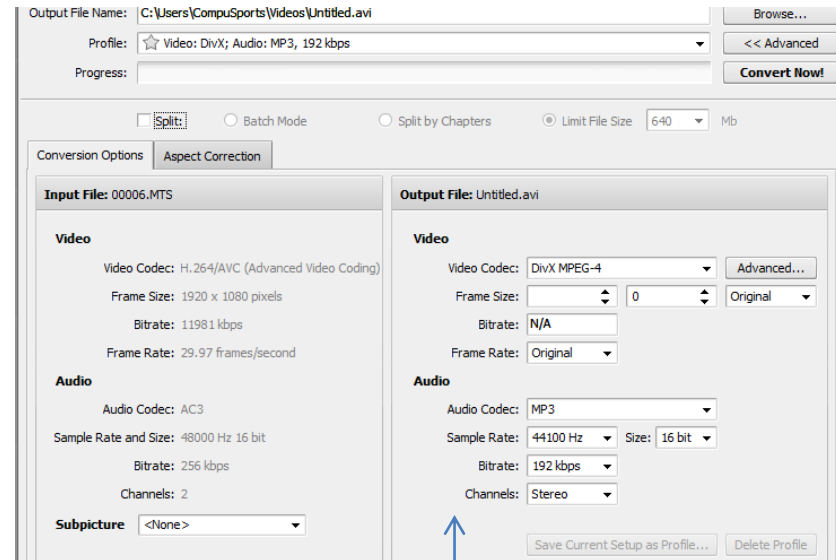 Output File Name: C:\Users\CompuSports\Videos\Untitled.avi Browse...
Profile: Video: DivX; Audio: MP3, 192 kbps << Advanced
Progress: Convert Now!
Split: Batch Mode Split by Chapters Limit File Size 640 Mb
Conversion Options Aspect Correction
Input File: 00006.MTS
Video
Video Codec: H.264/AVC (Advanced Video Coding)
Frame Size: 1920 x 1080 pixels
Bitrate: 11981 kbps
Frame Rate: 29.97 frames/second
Audio
Audio Codec: AC3
Sample Rate and Size: 48000 Hz 16 bit
Bitrate: 256 kbps
Channels: 2
Subpicture <None>
Output File: Untitled.avi
Video
Video Codec: DivX MPEG-4 Advanced...
Frame Size: 0 Original
Bitrate: N/A
Frame Rate: Original
Audio
Audio Codec: MP3
Sample Rate: 44100 Hz Size: 16 bit
Bitrate: 192 kbps
Channels: Stereo
Save Current Setup as Profile... Delete Profile